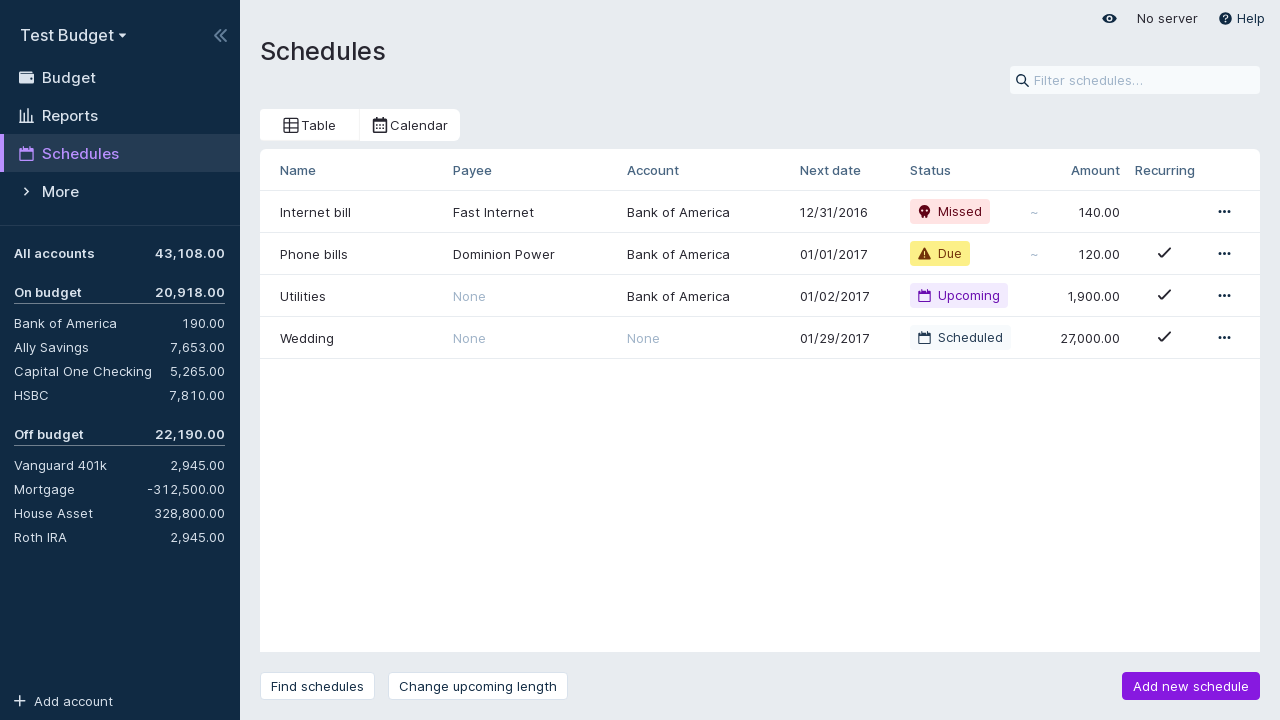 Test Budget
Budget
Reports
Schedules
More
All accounts 43,108.00
On budget 20,918.00
Bank of America 190.00
Ally Savings 7,653.00
Capital One Checking 5,265.00
HSBC 7,810.00
Off budget 22,190.00
Vanguard 401k 2,945.00
Mortgage -312,500.00
House Asset 328,800.00
Roth IRA 2,945.00
Add account
No server Help
Schedules
Filter schedules...
Table Calendar
Name Payee Account Next date Status Amount Recurring
Internet bill Fast Internet Bank of America 12/31/2016 Missed ~ 140.00
Phone bills Dominion Power Bank of America 01/01/2017 Due ~ 120.00
Utilities None Bank of America 01/02/2017 Upcoming 1,900.00
Wedding None None 01/29/2017 Scheduled 27,000.00
Find schedules Change upcoming length Add new schedule